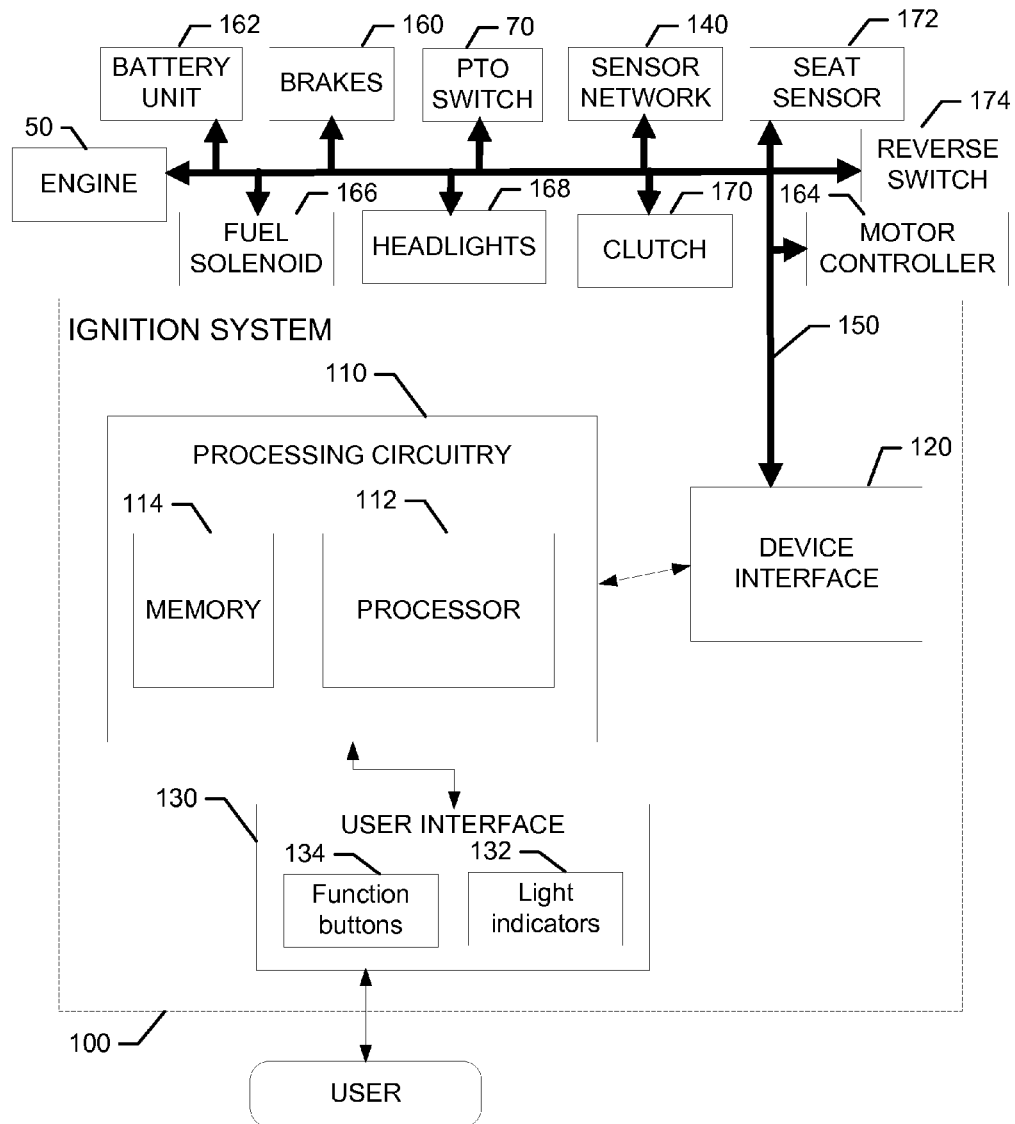 162
160
70
140
172
BATTERY
UNIT
BRAKES
PTO
SWITCH
SENSOR
NETWORK
SEAT
SENSOR
174
50
ENGINE
REVERSE
SWITCH
166
168
170
164
FUEL
SOLENOID
HEADLIGHTS
CLUTCH
MOTOR
CONTROLLER
IGNITION SYSTEM
150
110
PROCESSING CIRCUITRY
120
114
112
MEMORY
PROCESSOR
DEVICE
INTERFACE
130
USER INTERFACE
134
132
Function
buttons
Light
indicators
100
USER